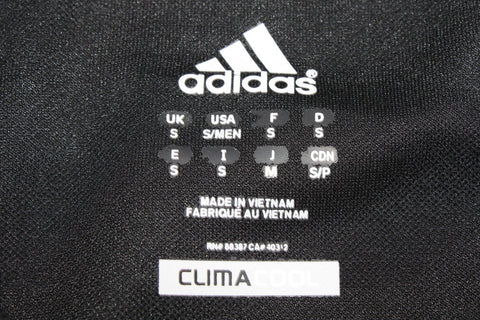 adidas®
UK USA F D
S S/MEN S S
E I J CDN
S S M S/P
MADE IN VIETNAM
FABRIQUÉ AU VIETNAM
RN# 88387 CA# 40312
CLIMACOOL